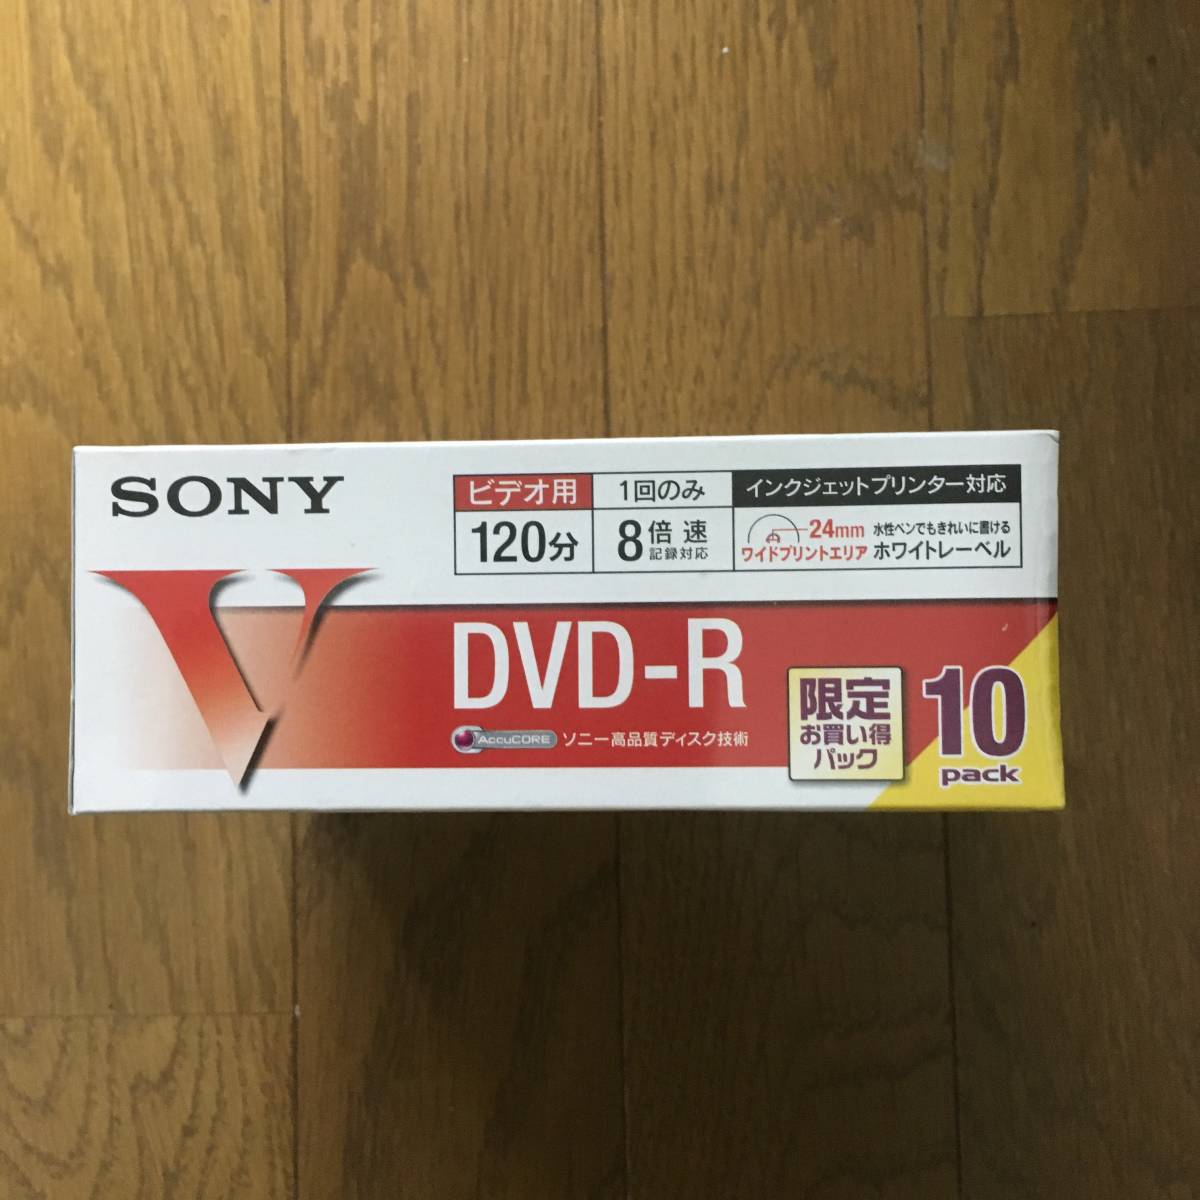 SONY
ビデオ用
120分
1回のみ
8倍速
記録対応
インクジェットプリンター対応
24mm
ワイドプリントエリア
水性ペンでもきれいに書ける
ホワイトレーベル
V
DVD-R
AccuCORE ソニー高品質ディスク技術
限定
お買い得
パック
10
pack